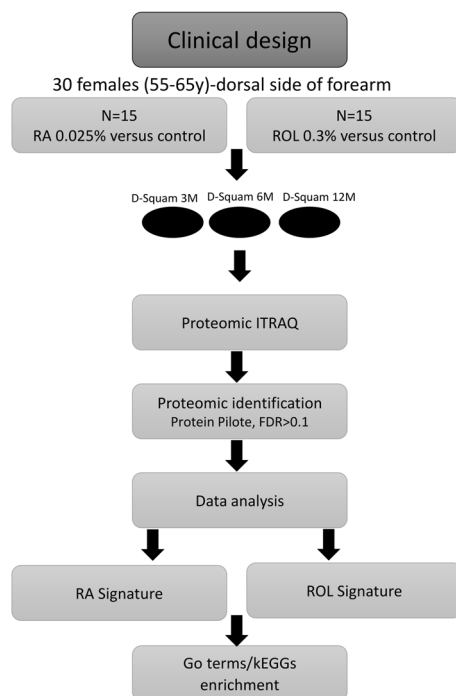 Clinical design
30 females (55-65y)-dorsal side of forearm
N=15
RA 0.025% versus control
N=15
ROL 0.3% versus control
D-Squam 3M D-Squam 6M D-Squam 12M
Proteomic ITRAQ
Proteomic identification
Protein Pilote, FDR>0.1
Data analysis
RA Signature
ROL Signature
Go terms/kEGGs
enrichment